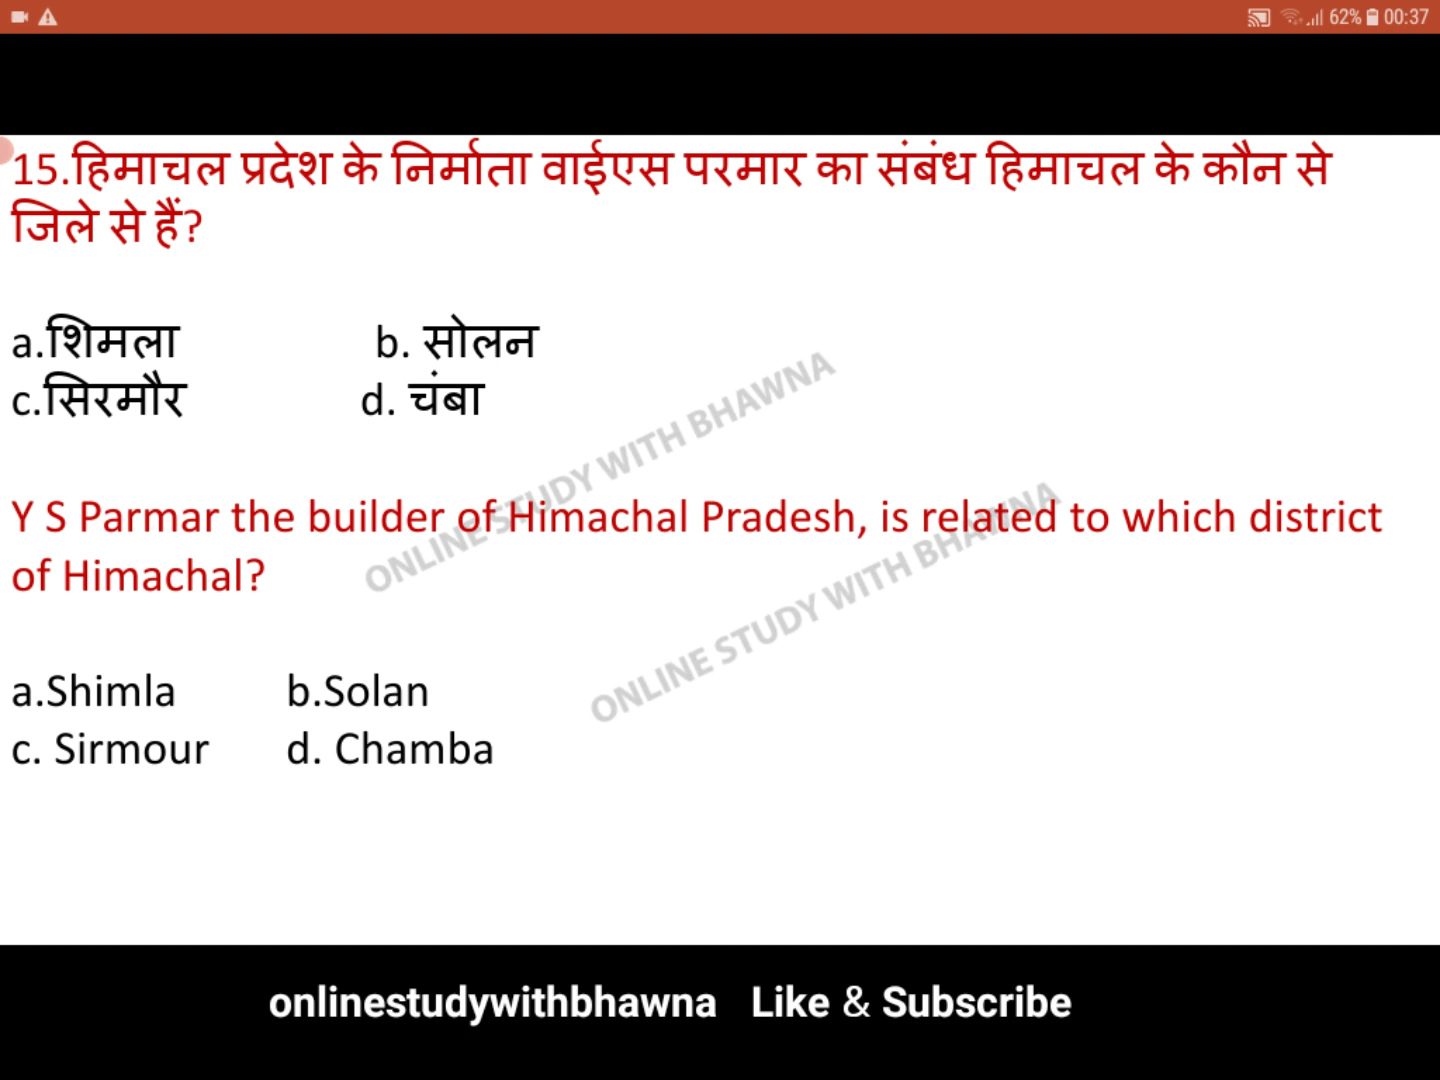 62% 00:37
15.हिमाचल प्रदेश के निर्माता वाईएस परमार का संबंध हिमाचल के कौन से
जिले से हैं?
a.शिमला b. सोलन
c.सिरमौर d. चंबा
ONLINE STUDY WITH BHAWNA
Y S Parmar the builder of Himachal Pradesh, is related to which district
of Himachal?
ONLINE STUDY WITH BHAWNA
a.Shimla b.Solan
c. Sirmour d. Chamba
onlinestudywithbhawna Like & Subscribe